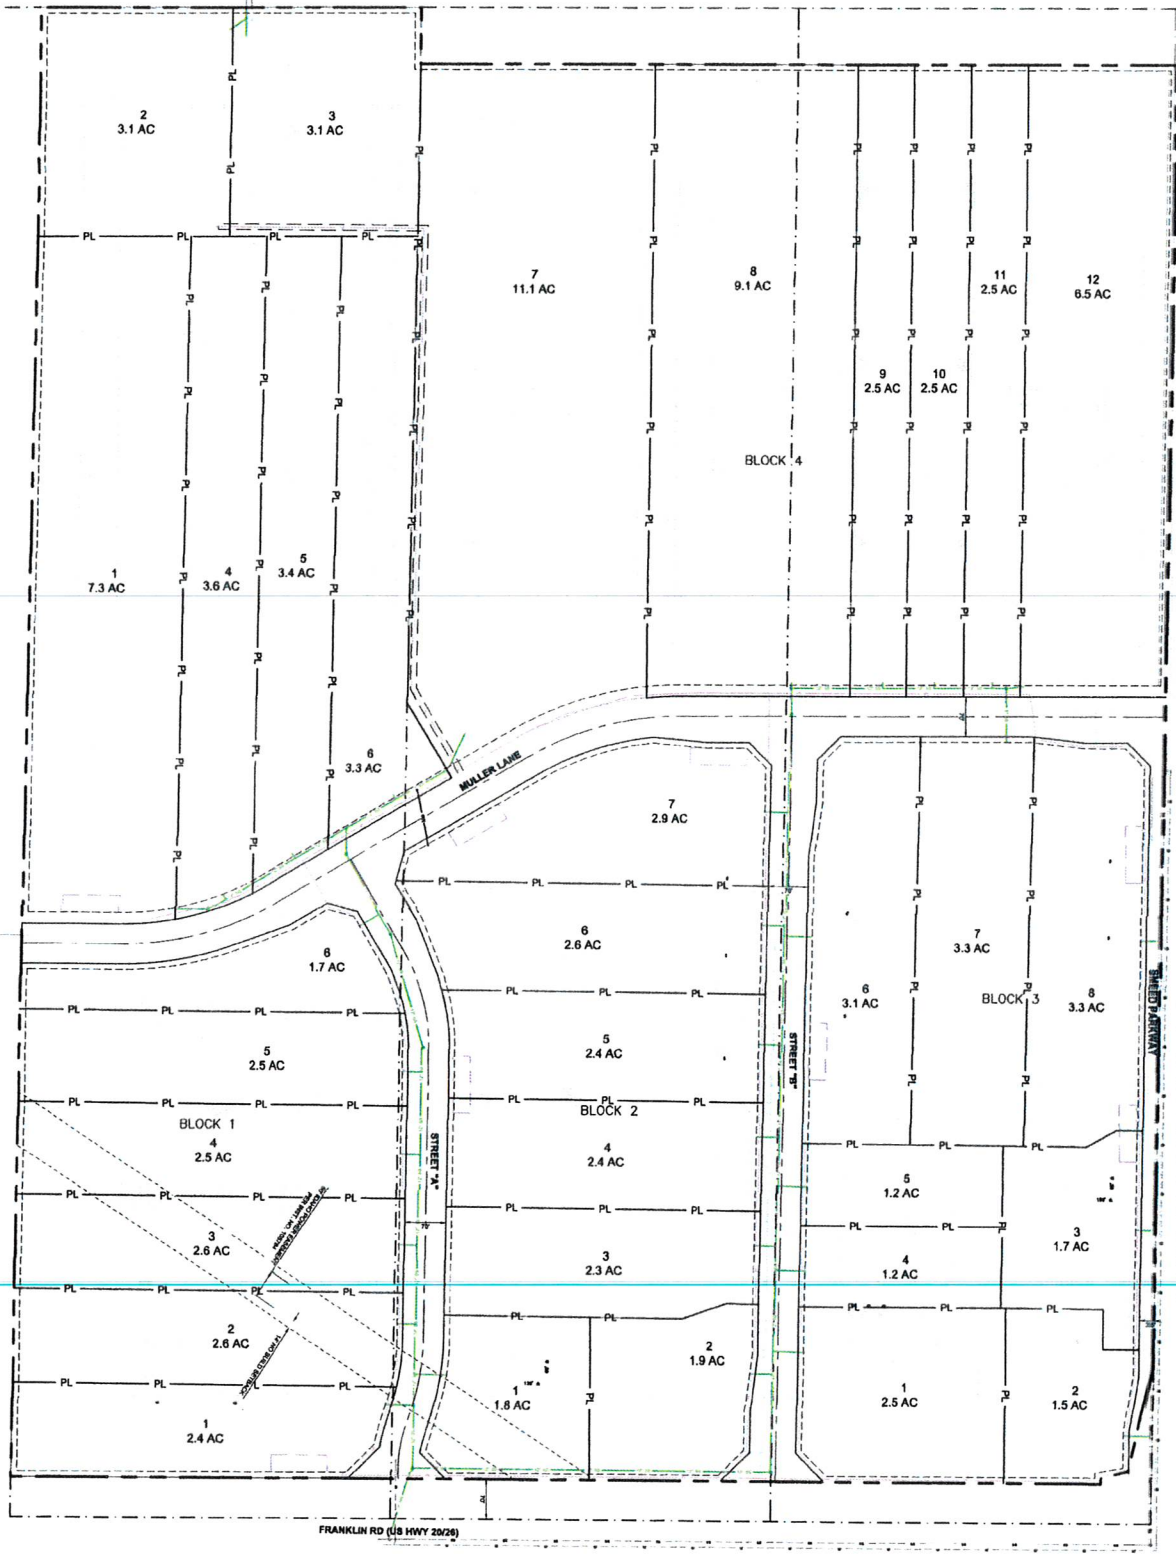 2
3.1 AC
3
3.1 AC
7
11.1 AC
8
9.1 AC
11
2.5 AC
12
6.5 AC
9
2.5 AC
10
2.5 AC
BLOCK 4
1
7.3 AC
4
3.6 AC
5
3.4 AC
6
3.3 AC
MULLER LANE
7
2.9 AC
6
2.6 AC
5
2.4 AC
BLOCK 2
4
2.4 AC
3
2.3 AC
2
1.9 AC
1
1.8 AC
6
1.7 AC
5
2.5 AC
BLOCK 1
4
2.5 AC
3
2.6 AC
2
2.6 AC
1
2.4 AC
STREET "A"
STREET "B"
6
3.1 AC
7
3.3 AC
BLOCK 3
8
3.3 AC
5
1.2 AC
4
1.2 AC
3
1.7 AC
1
2.5 AC
2
1.5 AC
PL
14' NO BUILD SETBACK
FRANKLIN RD (US HWY 20/26)